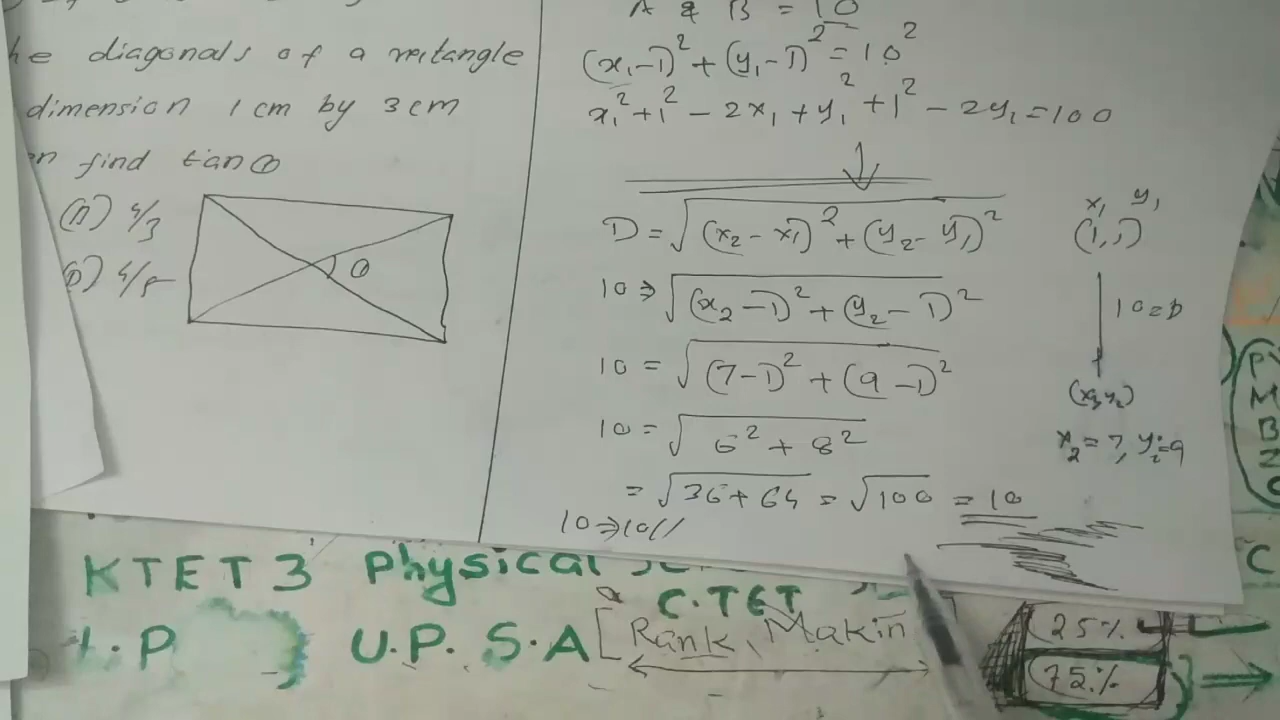 he diagonals of a rectangle
dimension 1 cm by 3 cm
find tan θ
(A) 4/3
4/5
θ
A & B = 10
(x₁-1)² + (y₁-1)² = 10²
x₁² + 1² - 2x₁ + y₁² + 1² - 2y₁ = 100
↓
D = √(x₂ - x₁)² + (y₂ - y₁)²
10 ⇒ √(x₂ - 1)² + (y₂ - 1)²
10 = √(7-1)² + (9-1)²
10 = √6² + 8²
= √36 + 64 = √100 = 10
10 ⇒ 10//
x₁ y₁
(1, 1)
10 = D
x₂ = 7, y₂ = 9
KTET 3 Physical
C.TET
U.P. S.A [Rank Makin
25%
75%
P
M
B
Z
C